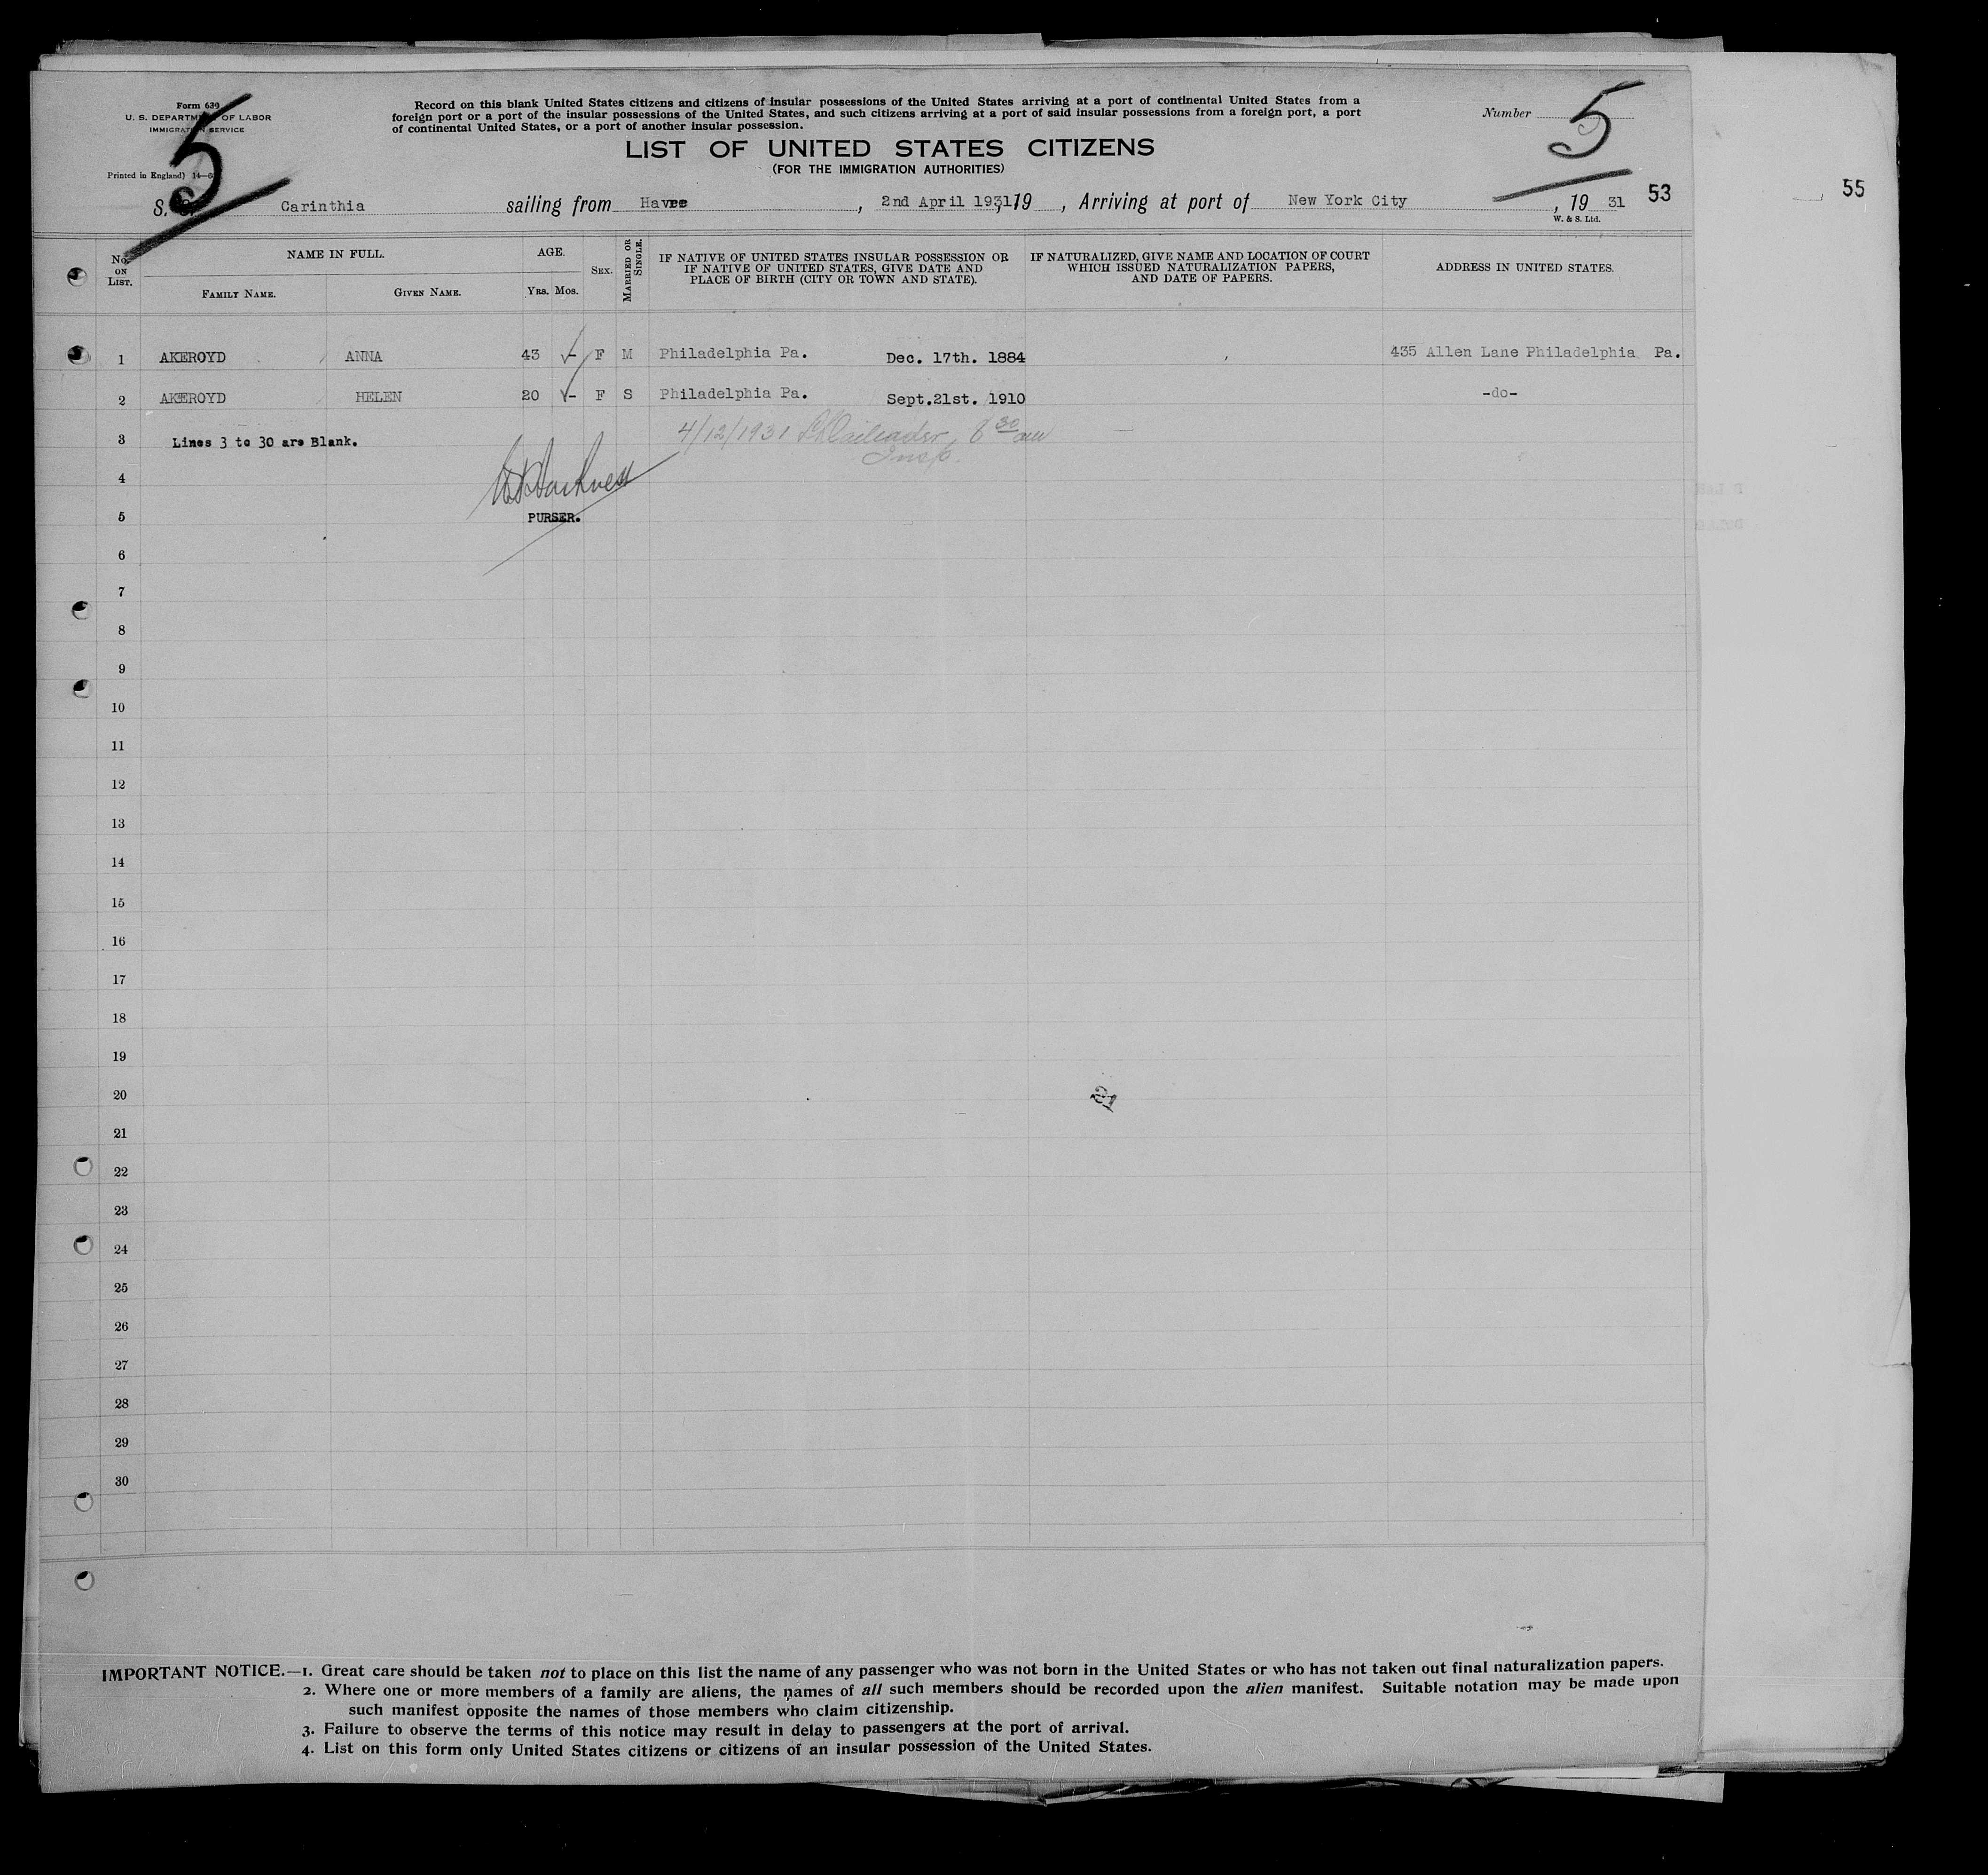 Form 630
U. S. DEPARTMENT OF LABOR
IMMIGRATION SERVICE
Printed in England)
5
Record on this blank United States citizens and citizens of insular possessions of the United States arriving at a port of continental United States from a
foreign port or a port of the insular possessions of the United States, and such citizens arriving at a port of said insular possessions from a foreign port, a port
of continental United States, or a port of another insular possession.
Number 5
LIST OF UNITED STATES CITIZENS
(FOR THE IMMIGRATION AUTHORITIES)
S. S. Carinthia sailing from Havre, 2nd April 1931, 19 , Arriving at port of New York City, 19 31 53
W. & S. Ltd.
55
No. ON LIST.
NAME IN FULL.
FAMILY NAME. GIVEN NAME.
AGE.
YRS. MOS.
SEX.
MARRIED OR SINGLE.
IF NATIVE OF UNITED STATES INSULAR POSSESSION OR
IF NATIVE OF UNITED STATES, GIVE DATE AND
PLACE OF BIRTH (CITY OR TOWN AND STATE).
IF NATURALIZED, GIVE NAME AND LOCATION OF COURT
WHICH ISSUED NATURALIZATION PAPERS,
AND DATE OF PAPERS.
ADDRESS IN UNITED STATES.
1 AKEROYD ANNA 43 - F M Philadelphia Pa. Dec. 17th. 1884 435 Allen Lane Philadelphia Pa.
2 AKEROYD HELEN 20 - F S Philadelphia Pa. Sept.21st. 1910 -do-
3 Lines 3 to 30 are Blank. 4/12/1931 8 30 am
Insp.
4
5 PURSER.
6
7
8
9
10
11
12
13
14
15
16
17
18
19
20
21
22
23
24
25
26
27
28
29
30
IMPORTANT NOTICE.—1. Great care should be taken not to place on this list the name of any passenger who was not born in the United States or who has not taken out final naturalization papers.
2. Where one or more members of a family are aliens, the names of all such members should be recorded upon the alien manifest. Suitable notation may be made upon
such manifest opposite the names of those members who claim citizenship.
3. Failure to observe the terms of this notice may result in delay to passengers at the port of arrival.
4. List on this form only United States citizens or citizens of an insular possession of the United States.